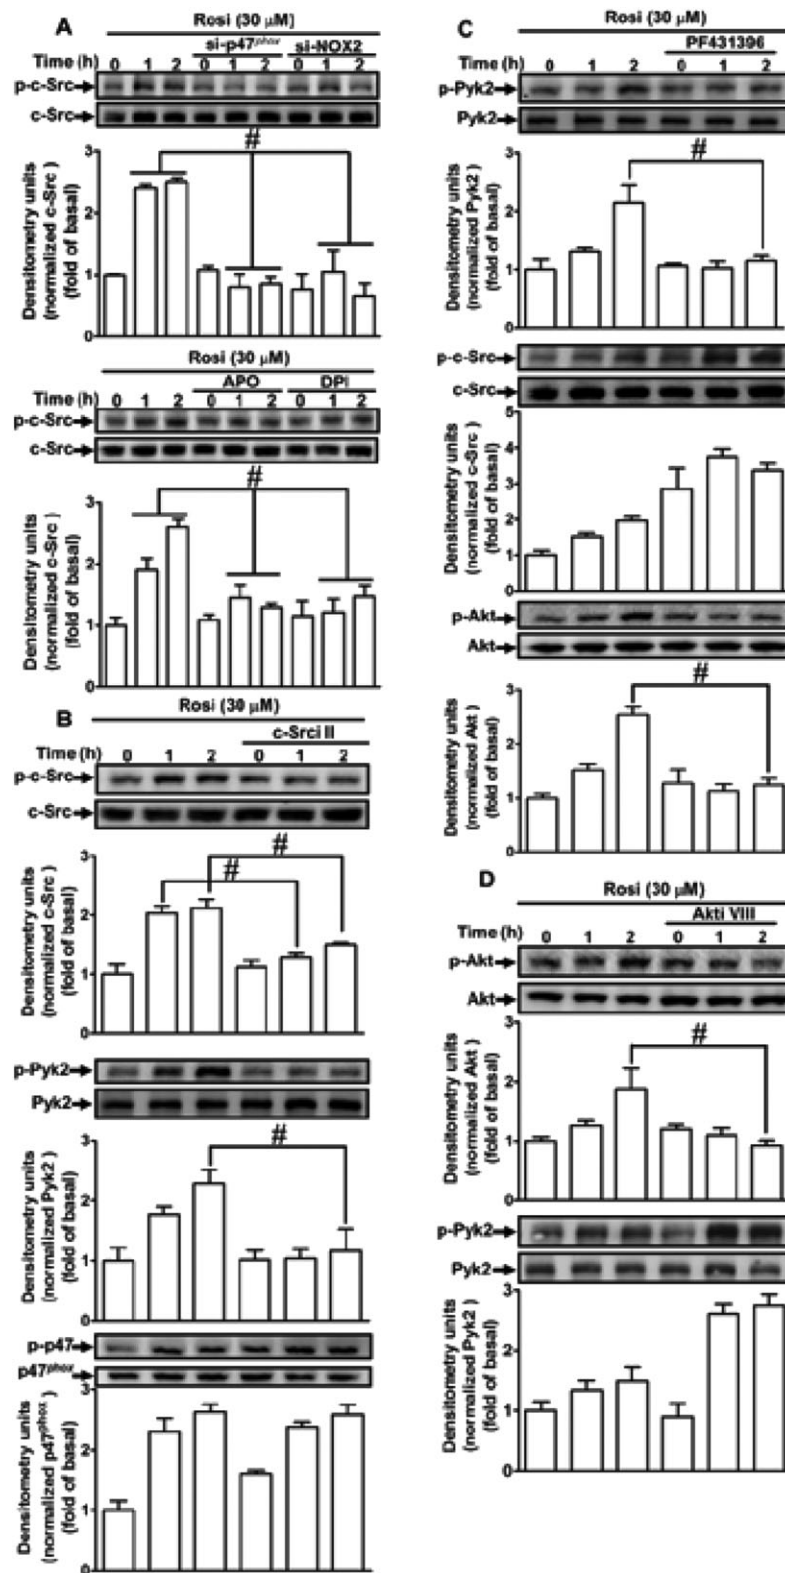 A
Rosi (30 μM)
si-p47phox si-NOX2
Time (h) 0 1 2 0 1 2 0 1 2
p-c-Src
c-Src
#
Densitometry units
(normalized c-Src )
(fold of basal)
3
2
1
0
Rosi (30 μM)
APO DPI
Time (h) 0 1 2 0 1 2 0 1 2
p-c-Src
c-Src
#
Densitometry units
(normalized c-Src )
(fold of basal)
3
2
1
0
B
Rosi (30 μM)
c-Srci II
Time (h) 0 1 2 0 1 2
p-c-Src
c-Src
#
#
Densitometry units
(normalized c-Src )
(fold of basal)
3
2
1
0
p-Pyk2
Pyk2
#
Densitometry units
(normalized Pyk2 )
(fold of basal)
3
2
1
0
p-p47
p47phox
Densitometry units
(normalized p47phox )
(fold of basal)
3
2
1
0
C
Rosi (30 μM)
PF431396
Time (h) 0 1 2 0 1 2
p-Pyk2
Pyk2
#
Densitometry units
(normalized Pyk2 )
(fold of basal)
3
2
1
0
p-c-Src
c-Src
Densitometry units
(normalized c-Src )
(fold of basal)
5
4
3
2
1
0
p-Akt
Akt
#
Densitometry units
(normalized Akt )
(fold of basal)
3
2
1
0
D
Rosi (30 μM)
Akti VIII
Time (h) 0 1 2 0 1 2
p-Akt
Akt
#
Densitometry units
(normalized Akt )
(fold of basal)
3
2
1
0
p-Pyk2
Pyk2
Densitometry units
(normalized Pyk2 )
(fold of basal)
3
2
1
0